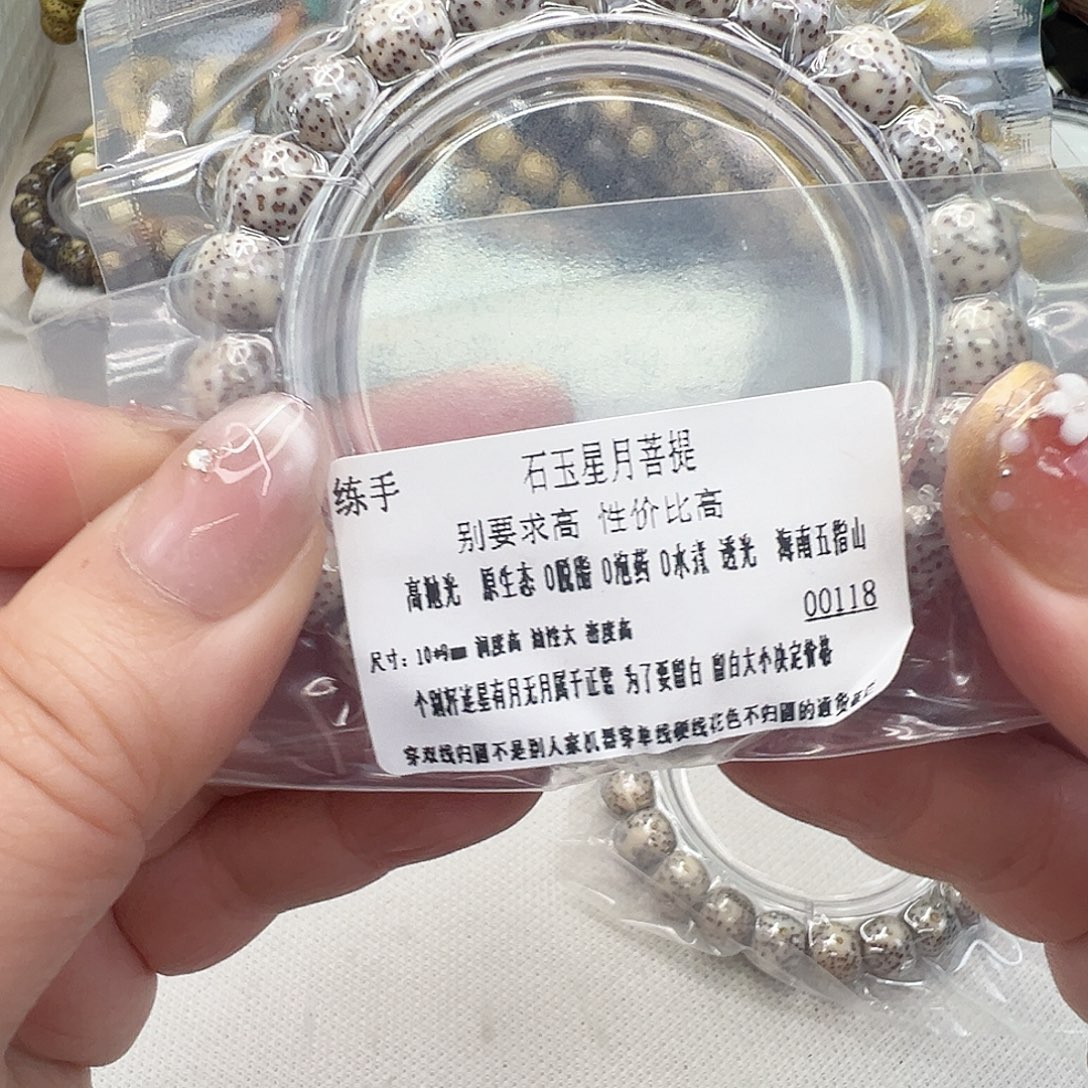 练手 石玉星月菩提
别要求高 性价比高
高抛光 原生态 0脱脂 0泡药 0水渍 透光 海南五指山
00118
尺寸：10*9mm 润度高 油性大 密度高
个别籽迷星有月无月属于正常 为了要留白 留白大小决定价格
穿双线归圆不是别人家机器穿单线硬线花色不归圆的通货